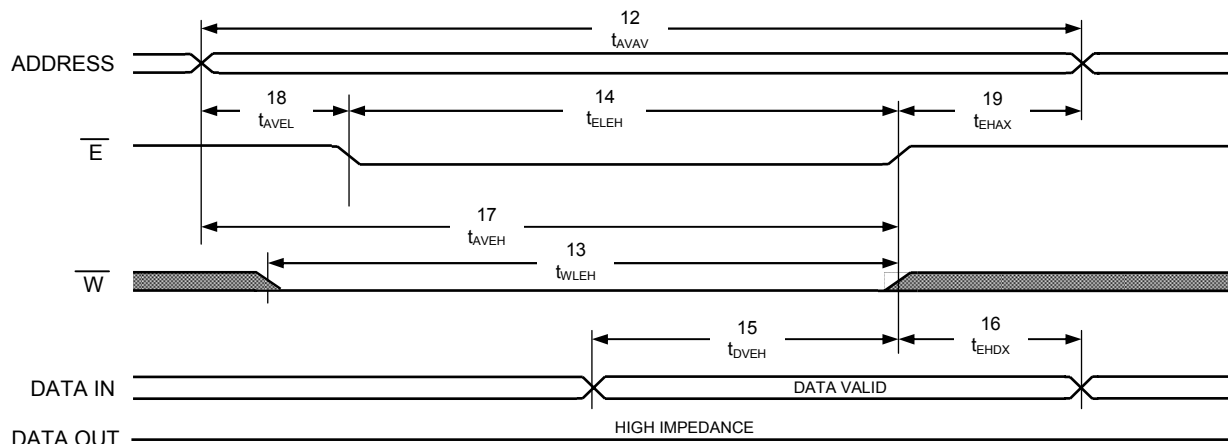 12
tAVAV
ADDRESS
18
tAVEL
14
tELEH
19
tEHAX
E
17
tAVEH
13
tWLEH
W
15
tDVEH
16
tEHDX
DATA IN
DATA VALID
HIGH IMPEDANCE
DATA OUT